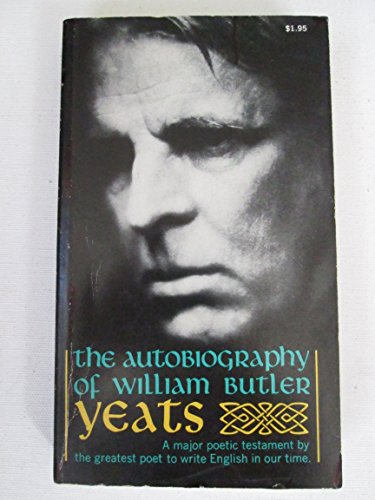 $1.95
the autobiography
of William Butler
yeats
A major poetic testament by
the greatest poet to write English in our time.